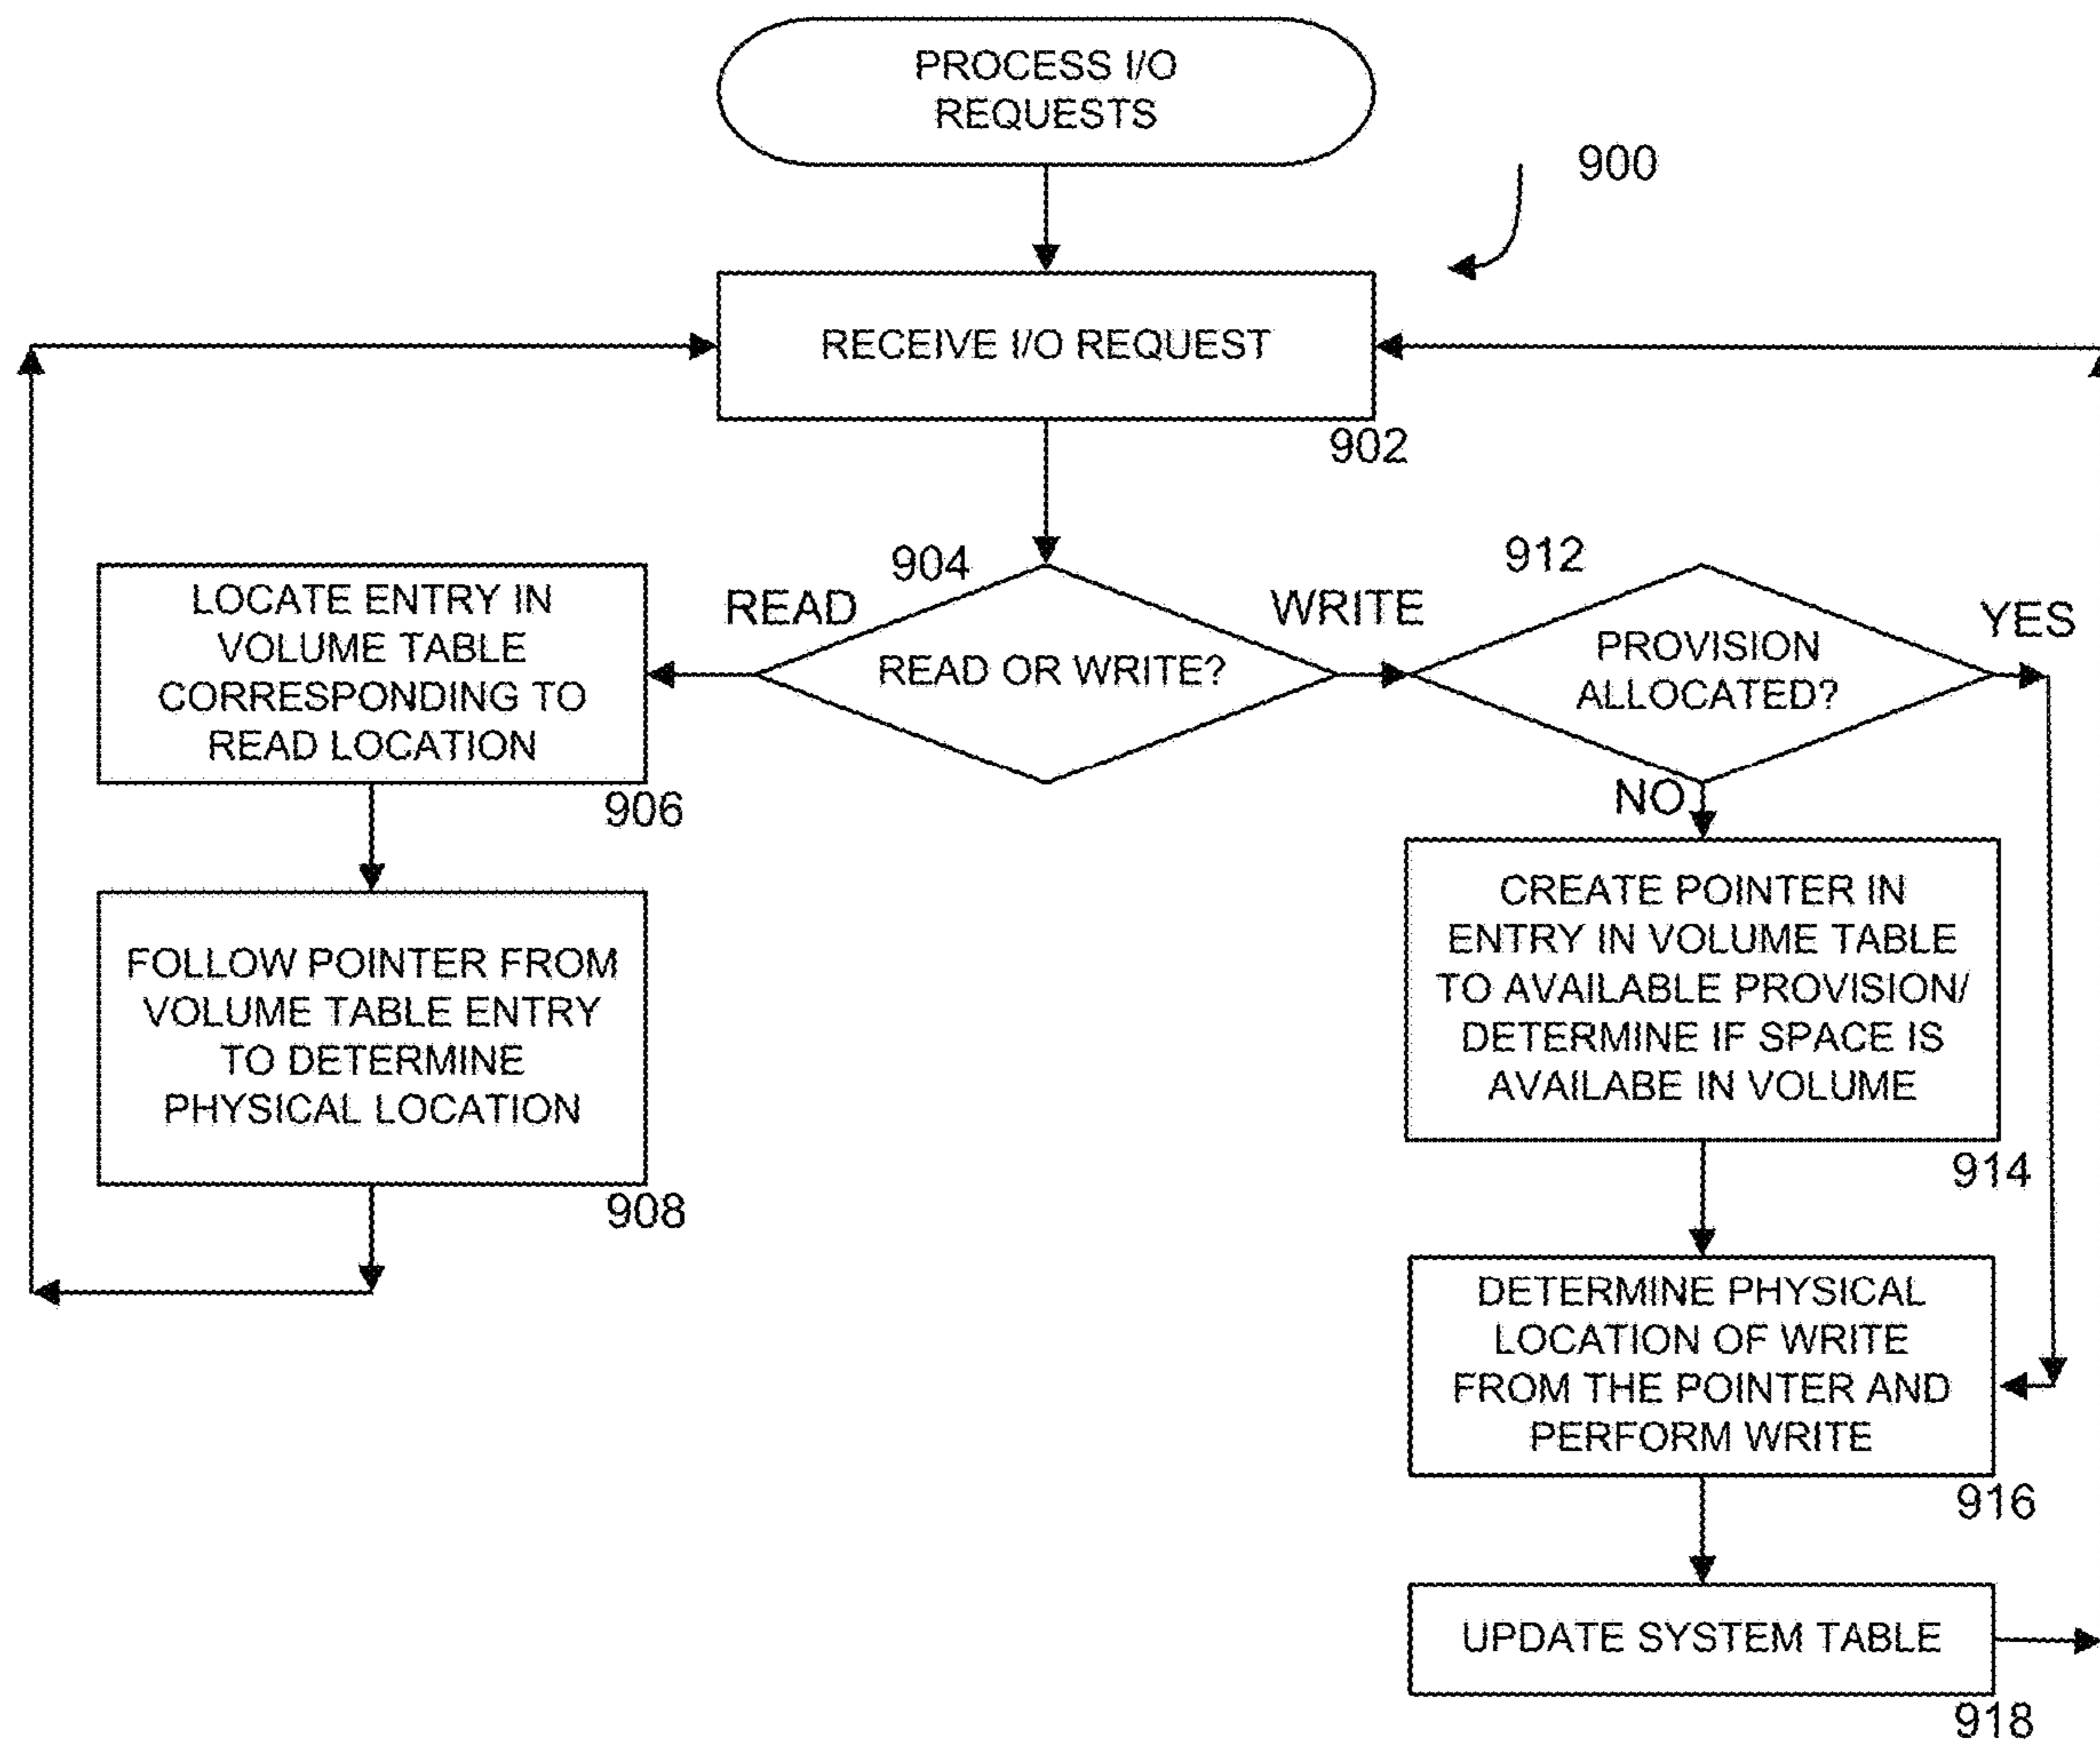 PROCESS I/O
REQUESTS
900
RECEIVE I/O REQUEST
902
904
READ
WRITE
READ OR WRITE?
912
YES
PROVISION
ALLOCATED?
NO
LOCATE ENTRY IN
VOLUME TABLE
CORRESPONDING TO
READ LOCATION
906
FOLLOW POINTER FROM
VOLUME TABLE ENTRY
TO DETERMINE
PHYSICAL LOCATION
908
CREATE POINTER IN
ENTRY IN VOLUME TABLE
TO AVAILABLE PROVISION/
DETERMINE IF SPACE IS
AVAILABE IN VOLUME
914
DETERMINE PHYSICAL
LOCATION OF WRITE
FROM THE POINTER AND
PERFORM WRITE
916
UPDATE SYSTEM TABLE
918